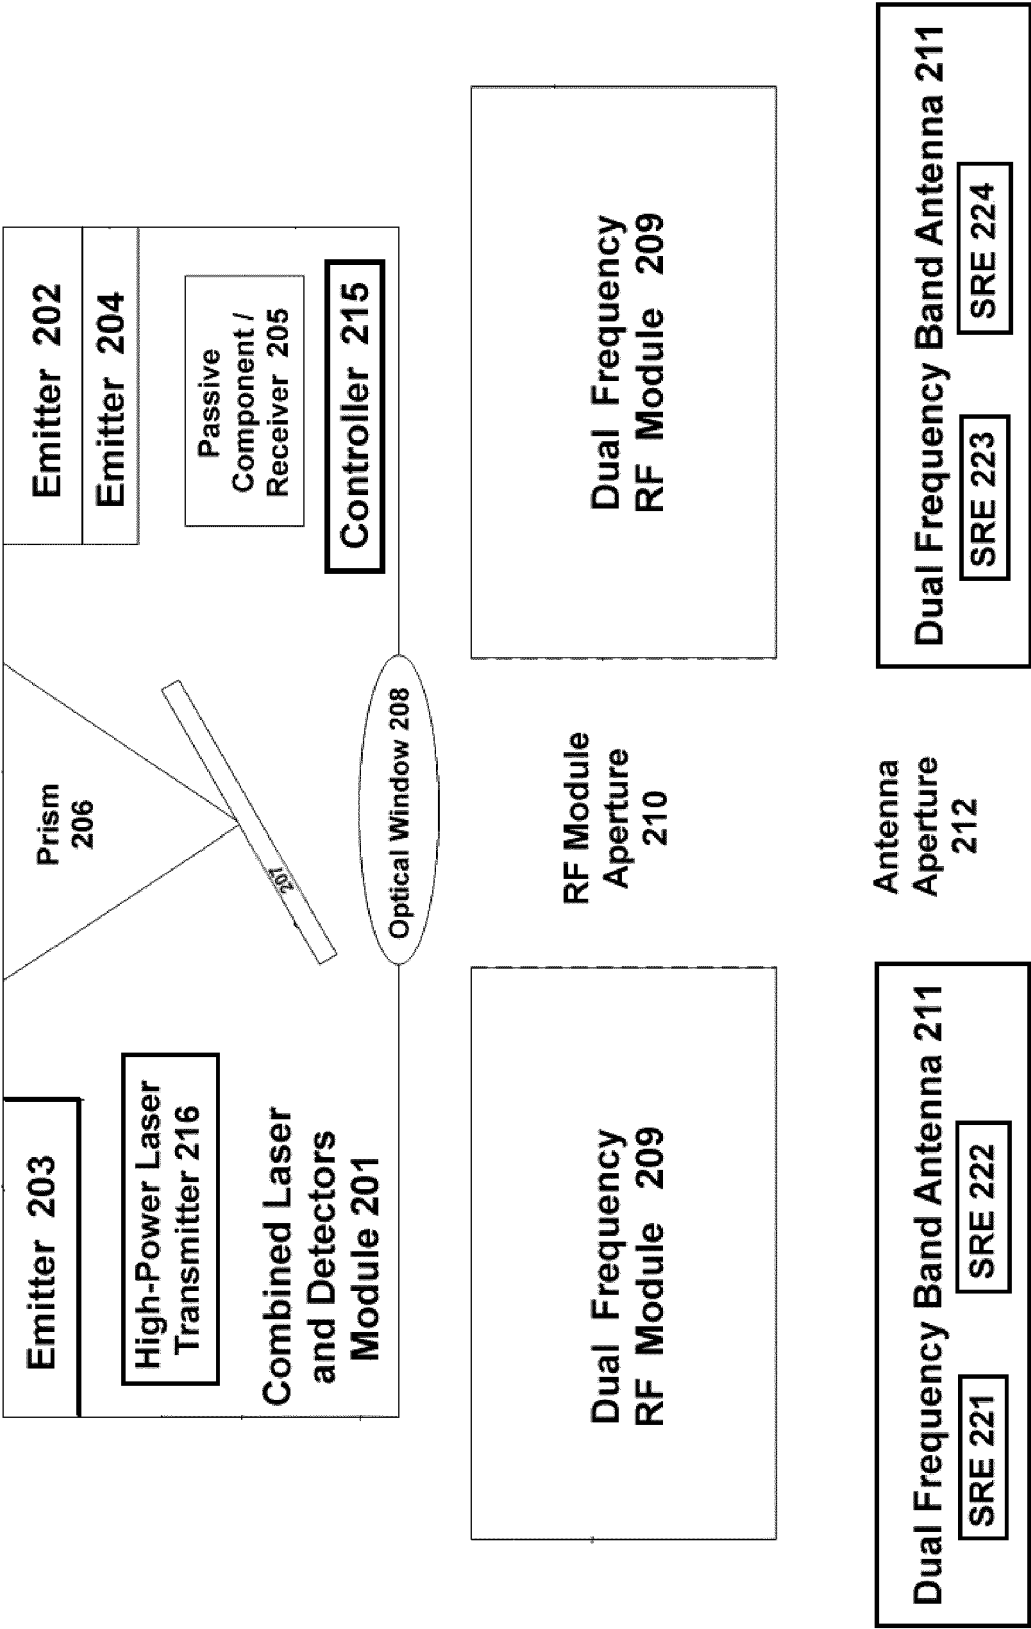 Emitter 203
High-Power Laser
Transmitter 216
Combined Laser
and Detectors
Module 201
Prism
206
207
Optical Window 208
Emitter 202
Emitter 204
Passive
Component /
Receiver 205
Controller 215
Dual Frequency
RF Module 209
RF Module
Aperture
210
Dual Frequency
RF Module 209
Dual Frequency Band Antenna 211
SRE 221
SRE 222
Antenna
Aperture
212
Dual Frequency Band Antenna 211
SRE 223
SRE 224